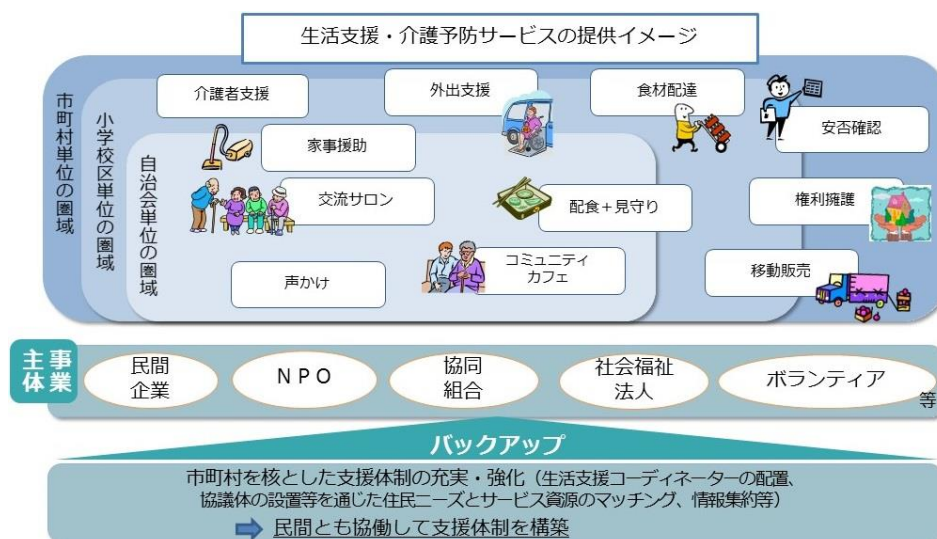 生活支援・介護予防サービスの提供イメージ
市町村単位の圏域
小学校区単位の圏域
自治会単位の圏域
介護者支援
外出支援
食材配達
安否確認
家事援助
交流サロン
配食+見守り
権利擁護
声かけ
コミュニティ
カフェ
移動販売
事業
主体
民間
企業
NPO
協同
組合
社会福祉
法人
ボランティア
等
バックアップ
市町村を核とした支援体制の充実・強化(生活支援コーディネーターの配置、
協議体の設置等を通じた住民ニーズとサービス資源のマッチング、情報集約等)
民間とも協働して支援体制を構築